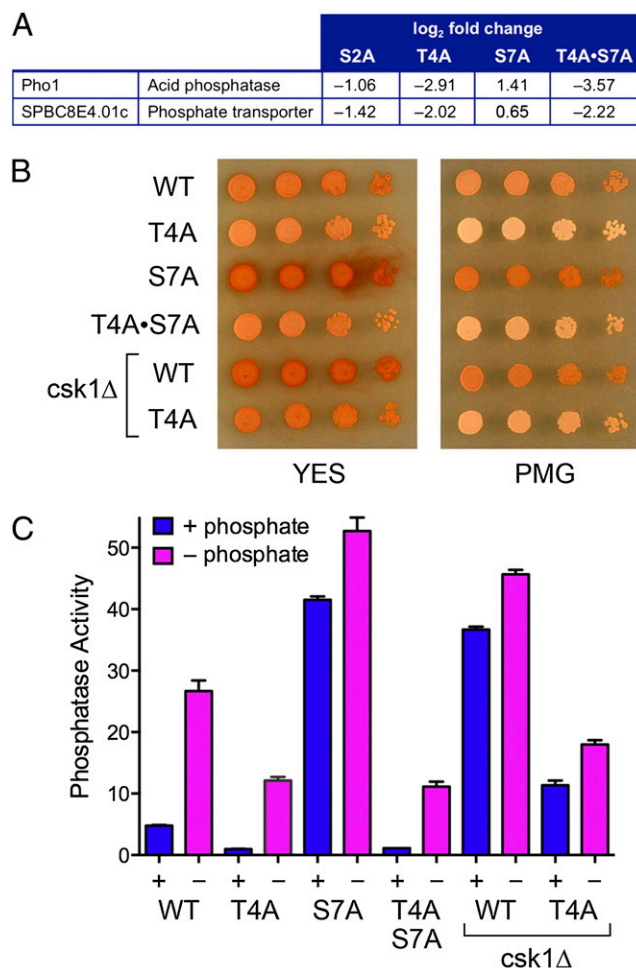 A
log2 fold change
S2A T4A S7A T4A•S7A
Pho1 Acid phosphatase –1.06 –2.91 1.41 –3.57
SPBC8E4.01c Phosphate transporter –1.42 –2.02 0.65 –2.22
B
WT
T4A
S7A
T4A•S7A
csk1Δ
WT
T4A
YES PMG
C
+ phosphate
– phosphate
Phosphatase Activity
50
40
30
20
10
0
+ – + – + – + – + – + –
WT T4A S7A T4A WT T4A
S7A
csk1Δ